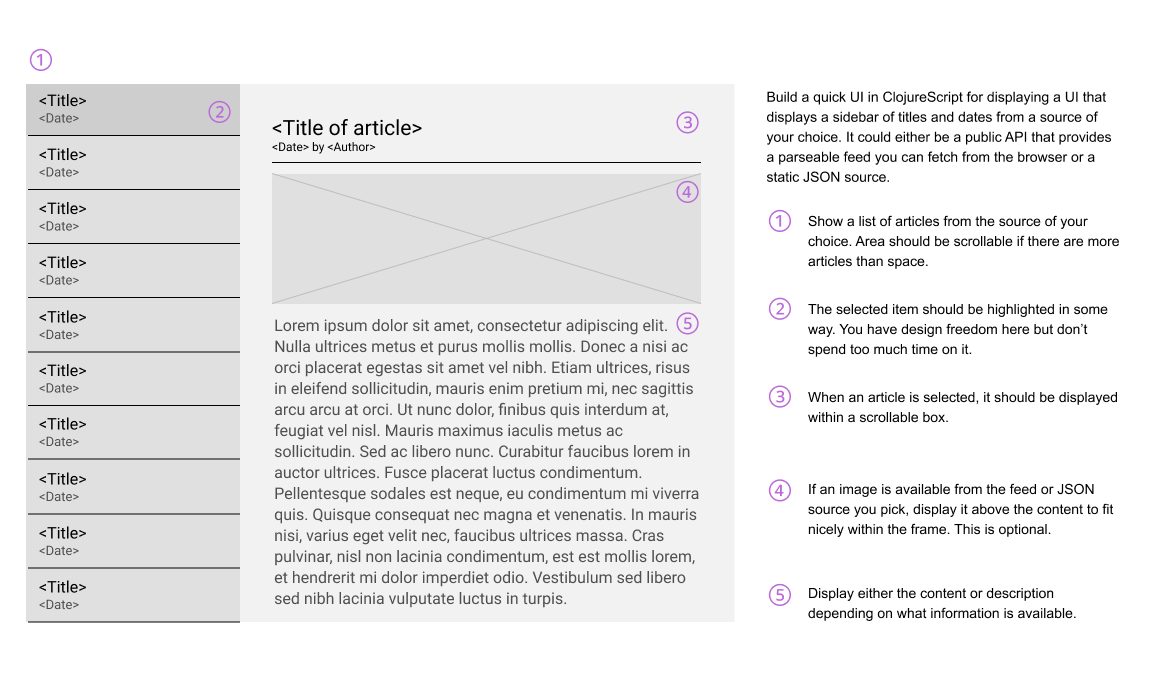 ①
<Title>
<Date>
②
<Title>
<Date>
<Title>
<Date>
<Title>
<Date>
<Title>
<Date>
<Title>
<Date>
<Title>
<Date>
<Title>
<Date>
<Title>
<Date>
<Title>
<Date>
<Title of article>
③
<Date> by <Author>
④
Lorem ipsum dolor sit amet, consectetur adipiscing elit.
⑤
Nulla ultrices metus et purus mollis mollis. Donec a nisi ac
orci placerat egestas sit amet vel nibh. Etiam ultrices, risus
in eleifend sollicitudin, mauris enim pretium mi, nec sagittis
arcu arcu at orci. Ut nunc dolor, finibus quis interdum at,
feugiat vel nisl. Mauris maximus iaculis metus ac
sollicitudin. Sed ac libero nunc. Curabitur faucibus lorem in
auctor ultrices. Fusce placerat luctus condimentum.
Pellentesque sodales est neque, eu condimentum mi viverra
quis. Quisque consequat nec magna et venenatis. In mauris
nisi, varius eget velit nec, faucibus ultrices massa. Cras
pulvinar, nisl non lacinia condimentum, est est mollis lorem,
et hendrerit mi dolor imperdiet odio. Vestibulum sed libero
sed nibh lacinia vulputate luctus in turpis.
Build a quick UI in ClojureScript for displaying a UI that
displays a sidebar of titles and dates from a source of
your choice. It could either be a public API that provides
a parseable feed you can fetch from the browser or a
static JSON source.
①
Show a list of articles from the source of your
choice. Area should be scrollable if there are more
articles than space.
②
The selected item should be highlighted in some
way. You have design freedom here but don’t
spend too much time on it.
③
When an article is selected, it should be displayed
within a scrollable box.
④
If an image is available from the feed or JSON
source you pick, display it above the content to fit
nicely within the frame. This is optional.
⑤
Display either the content or description
depending on what information is available.